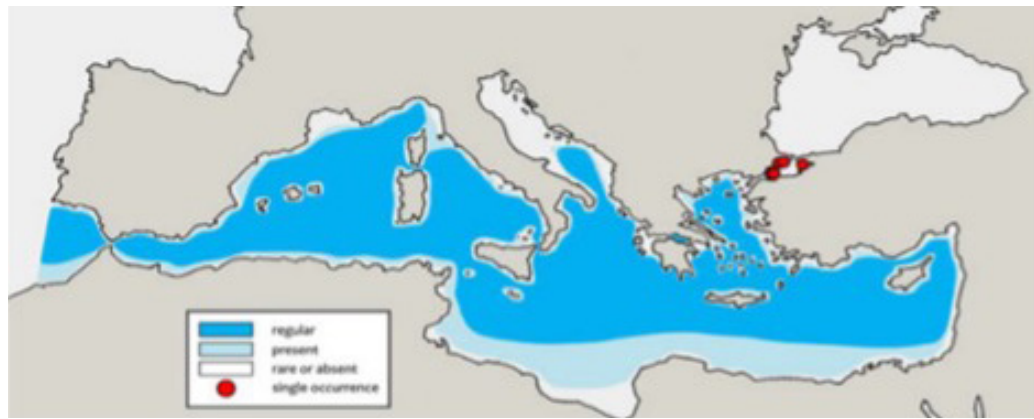 regular
present
rare or absent
single occurrence